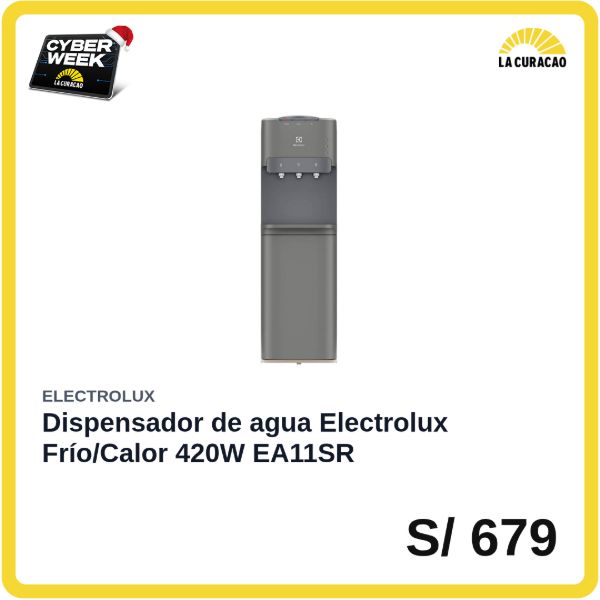 CYBER
WEEK
LA CURACAO
LA CURACAO
ELECTROLUX
Dispensador de agua Electrolux
Frío/Calor 420W EA11SR
S/ 679